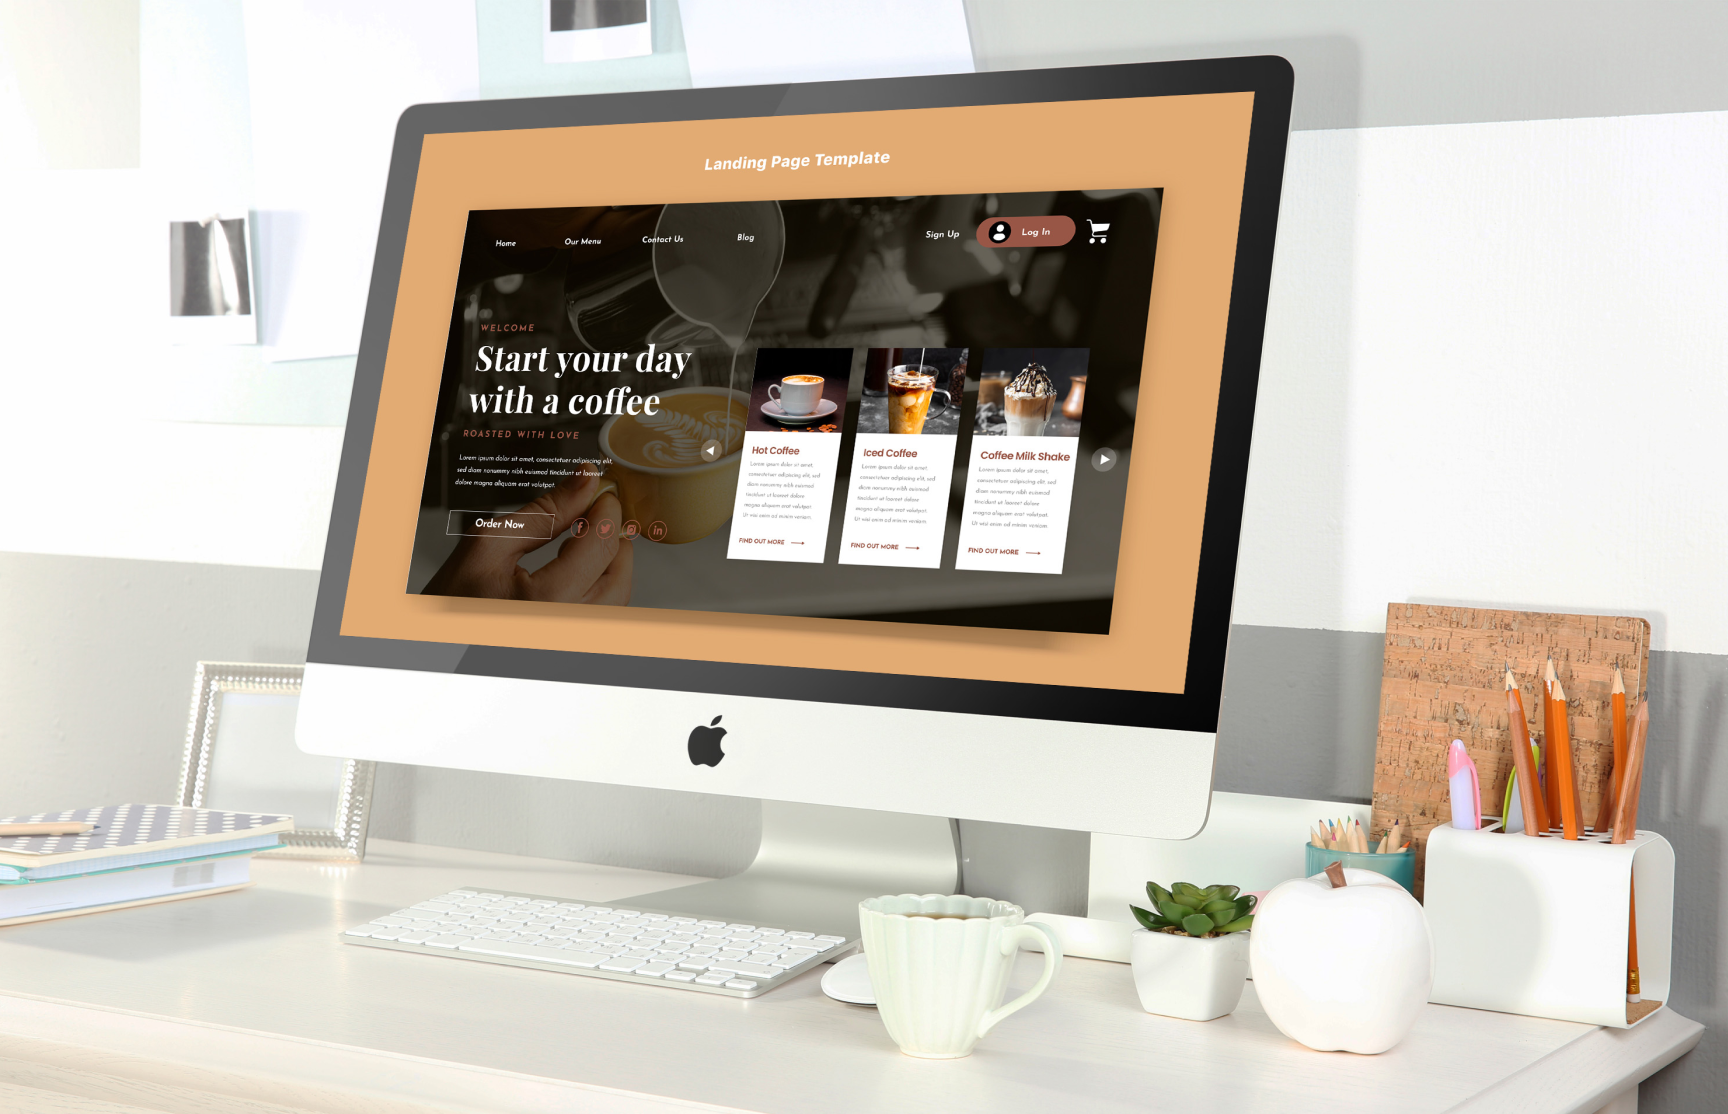 Landing Page Template
Home
Our Menu
Contact Us
Blog
Sign Up
Log In
WELCOME
Start your day
with a coffee
ROASTED WITH LOVE
Lorem ipsum dolor sit amet, consectetuer adipiscing elit,
sed diam nonummy nibh euismod tincidunt ut laoreet
dolore magna aliquam erat volutpat.
Order Now
Hot Coffee
Lorem ipsum dolor sit amet,
consectetuer adipiscing elit, sed
diam nonummy nibh euismod
tincidunt ut laoreet dolore
magna aliquam erat volutpat.
Ut wisi enim ad minim veniam.
FIND OUT MORE
Iced Coffee
Lorem ipsum dolor sit amet,
consectetuer adipiscing elit, sed
diam nonummy nibh euismod
tincidunt ut laoreet dolore
magna aliquam erat volutpat.
Ut wisi enim ad minim veniam.
FIND OUT MORE
Coffee Milk Shake
Lorem ipsum dolor sit amet,
consectetuer adipiscing elit, sed
diam nonummy nibh euismod
tincidunt ut laoreet dolore
magna aliquam erat volutpat.
Ut wisi enim ad minim veniam.
FIND OUT MORE